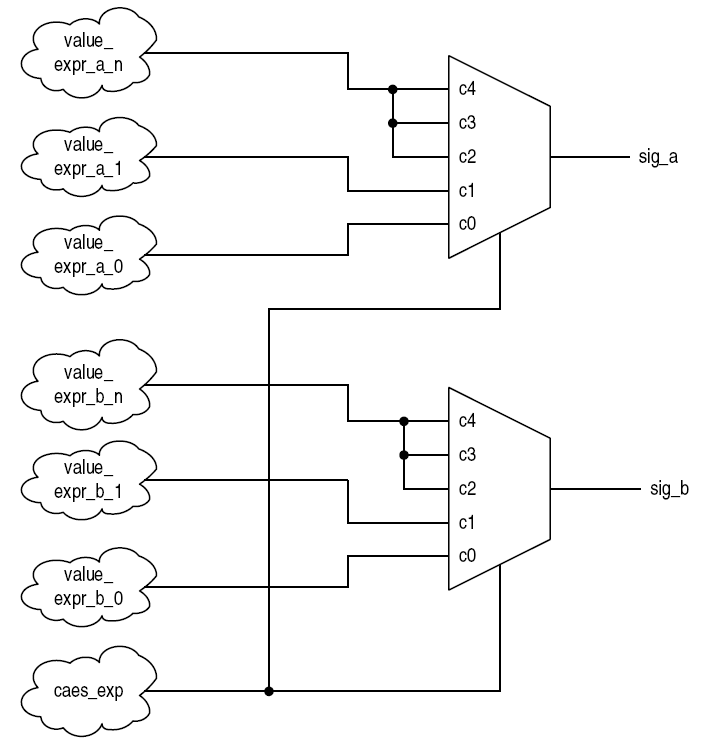 value_
expr_a_n
c4
c3
value_
expr_a_1
c2
sig_a
c1
value_
expr_a_0
c0
value_
expr_b_n
c4
c3
value_
expr_b_1
c2
sig_b
c1
value_
expr_b_0
c0
caes_exp